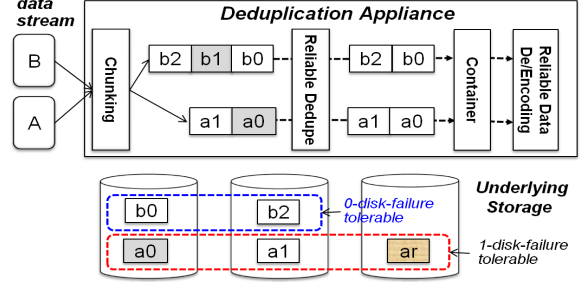 data
stream
Deduplication Appliance
B
A
Chunking
b2 b1 b0
a1 a0
Reliable Dedupe
b2 b0
a1 a0
Container
Reliable Data
De/Encoding
b0
b2
0-disk-failure
tolerable
Underlying
Storage
a0
a1
ar
1-disk-failure
tolerable